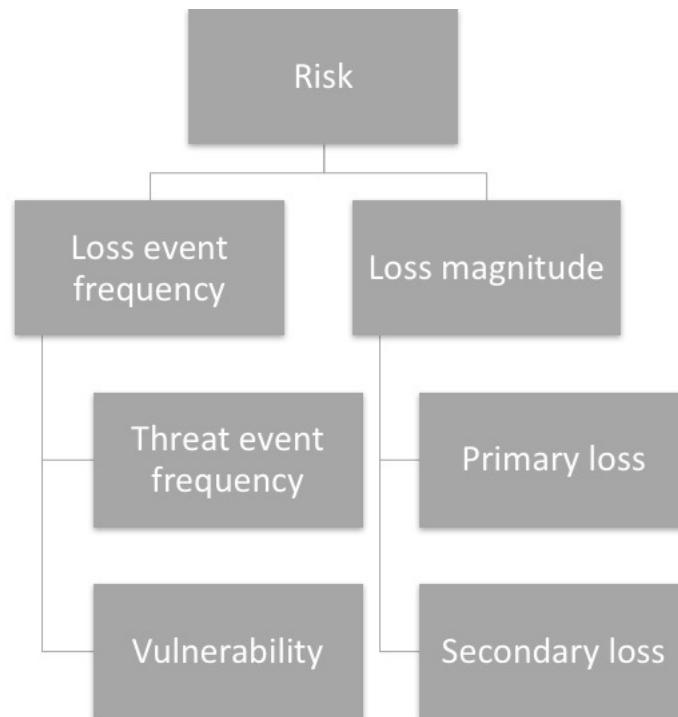 Risk
Loss event
frequency
Loss magnitude
Threat event
frequency
Primary loss
Vulnerability
Secondary loss